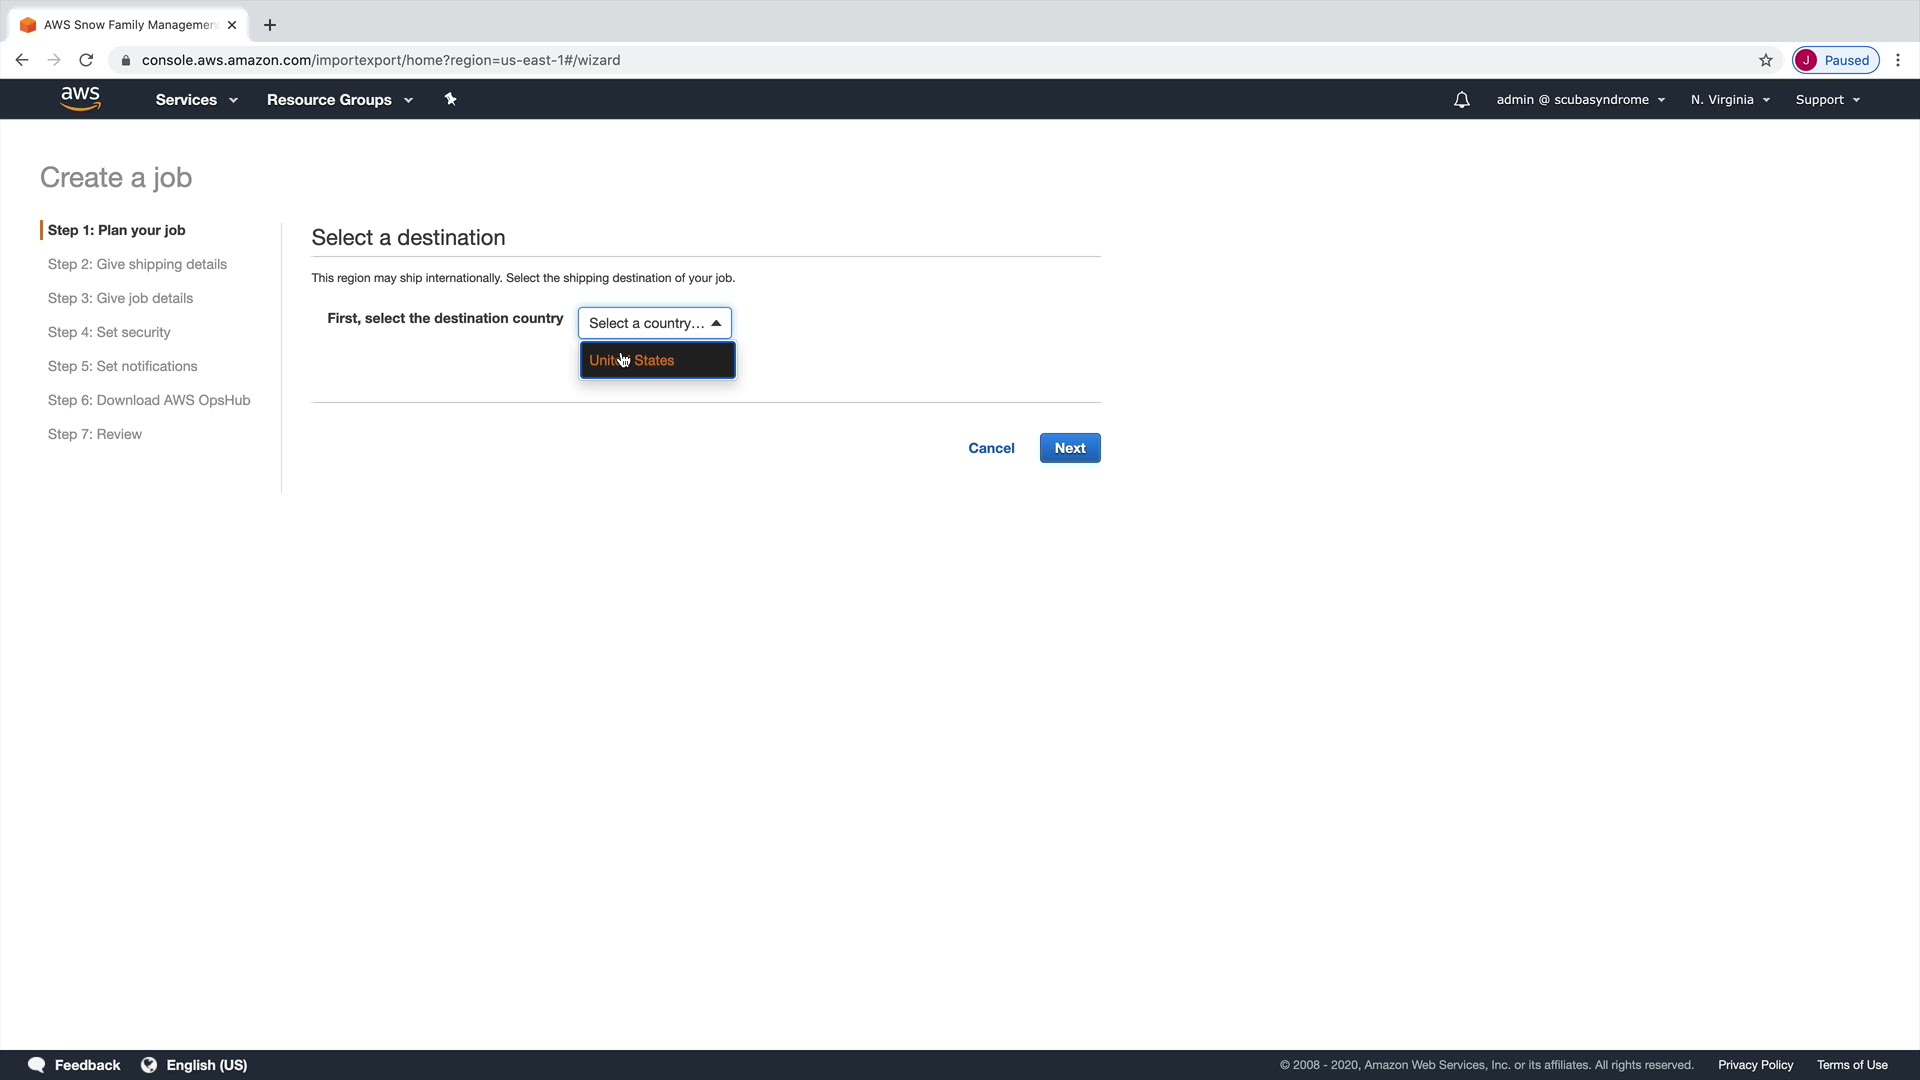 AWS Snow Family Managemen
console.aws.amazon.com/importexport/home?region=us-east-1#/wizard
J
Paused
aws
Services
Resource Groups
admin @ scubasyndrome
N. Virginia
Support
Create a job
Step 1: Plan your job
Step 2: Give shipping details
Step 3: Give job details
Step 4: Set security
Step 5: Set notifications
Step 6: Download AWS OpsHub
Step 7: Review
Select a destination
This region may ship internationally. Select the shipping destination of your job.
First, select the destination country
Select a country...
United States
Cancel
Next
Feedback
English (US)
© 2008 - 2020, Amazon Web Services, Inc. or its affiliates. All rights reserved.
Privacy Policy
Terms of Use